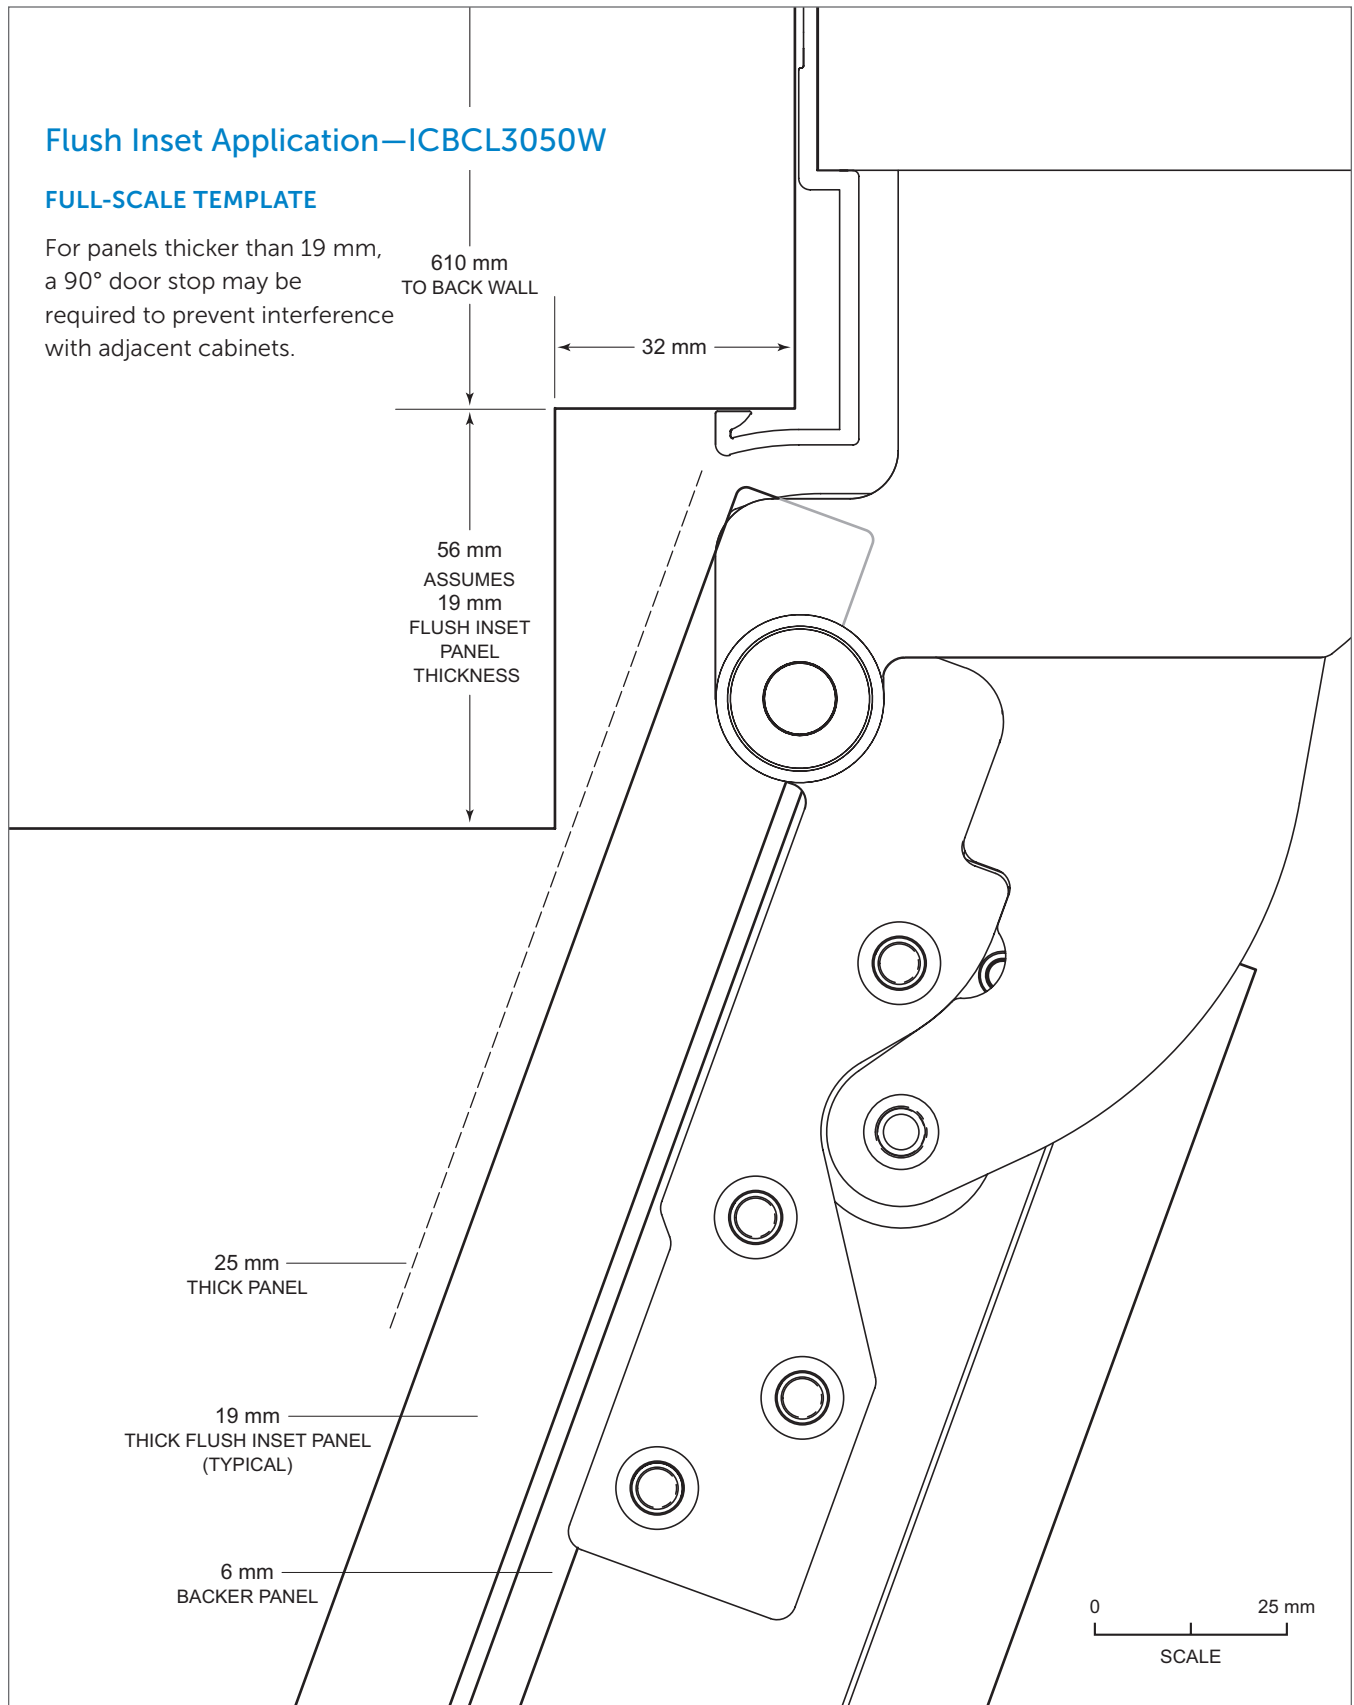 Flush Inset Application—ICBCL3050W
FULL-SCALE TEMPLATE
For panels thicker than 19 mm,
a 90° door stop may be
required to prevent interference
with adjacent cabinets.
610 mm
TO BACK WALL
32 mm
56 mm
ASSUMES
19 mm
FLUSH INSET
PANEL
THICKNESS
25 mm
THICK PANEL
19 mm
THICK FLUSH INSET PANEL
(TYPICAL)
6 mm
BACKER PANEL
0 25 mm
SCALE